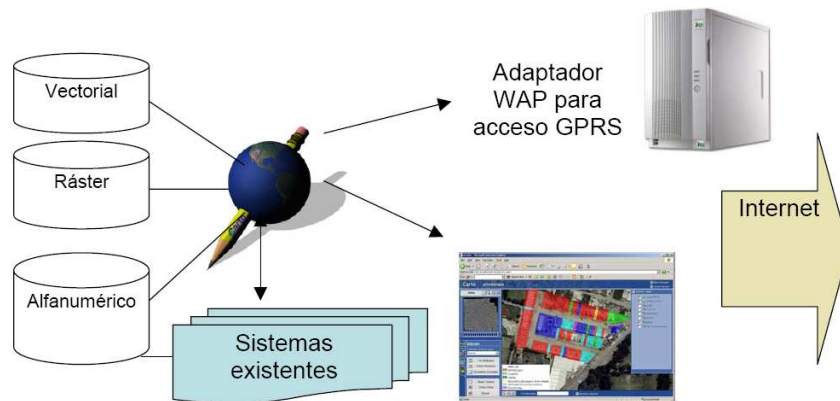 Vectorial
Ráster
Alfanumérico
Adaptador
WAP para
acceso GPRS
Internet
Sistemas
existentes